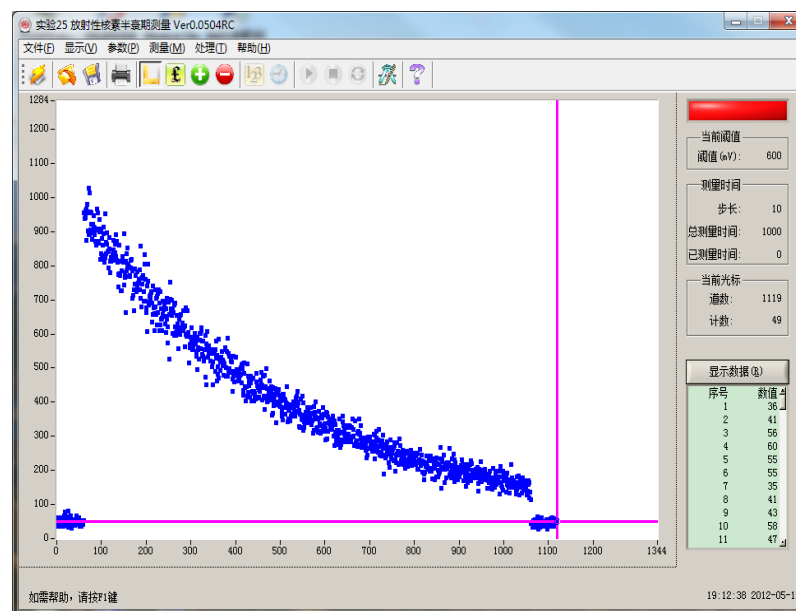 实验25 放射性核素半衰期测量 Ver0.0504RC
文件(F) 显示(V) 参数(P) 测量(M) 处理(T) 帮助(H)
£ 123
1284
1200
1100
1000
900
800
700
600
500
400
300
200
100
0
0 100 200 300 400 500 600 700 800 900 1000 1100 1200 1344
当前阈值
阈值(mV): 600
测量时间
步长: 10
总测量时间: 1000
已测量时间: 0
当前光标
道数: 1119
计数: 49
显示数据(R)
序号 数值
1 36
2 41
3 56
4 60
5 55
6 55
7 35
8 41
9 43
10 58
11 47
如需帮助，请按F1键
19:12:38 2012-05-1